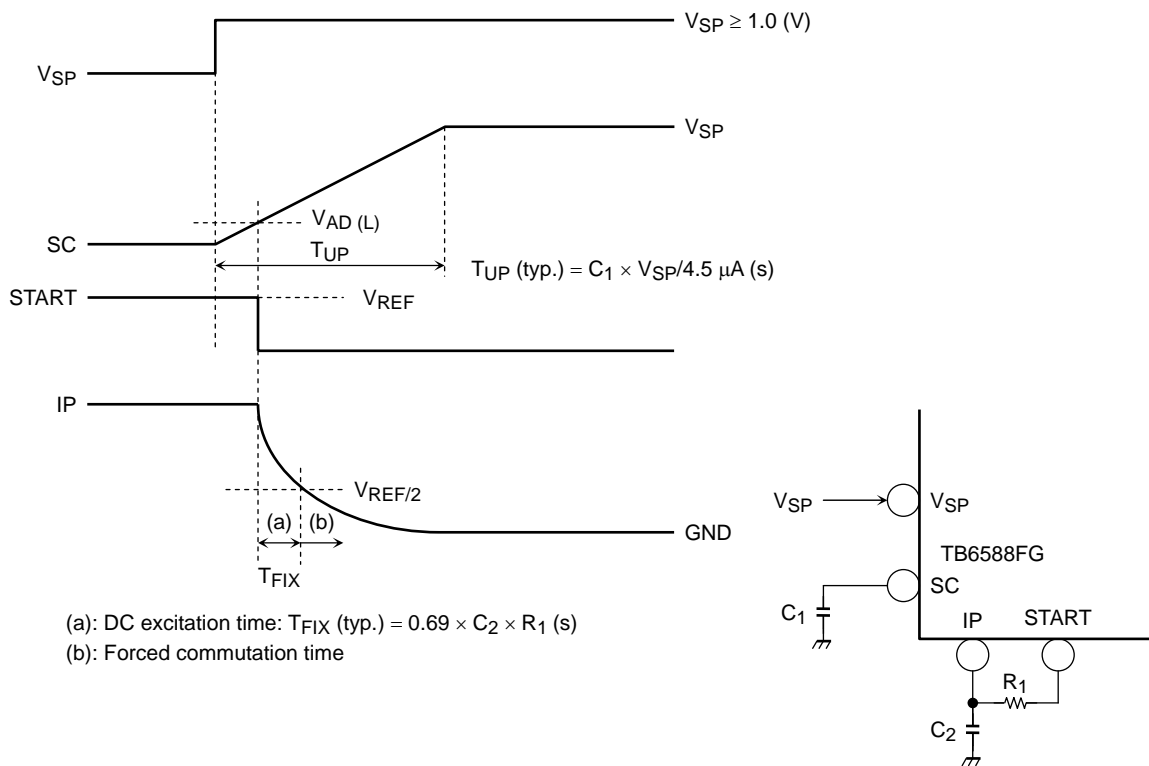 V_SP ≥ 1.0 (V)
V_SP
V_SP
V_AD (L)
SC
T_UP
T_UP (typ.) = C_1 × V_SP/4.5 μA (s)
START
V_REF
IP
V_REF/2
(a) (b)
GND
T_FIX
(a): DC excitation time: T_FIX (typ.) = 0.69 × C_2 × R_1 (s)
(b): Forced commutation time
V_SP
V_SP
TB6588FG
SC
C_1
IP
START
R_1
C_2